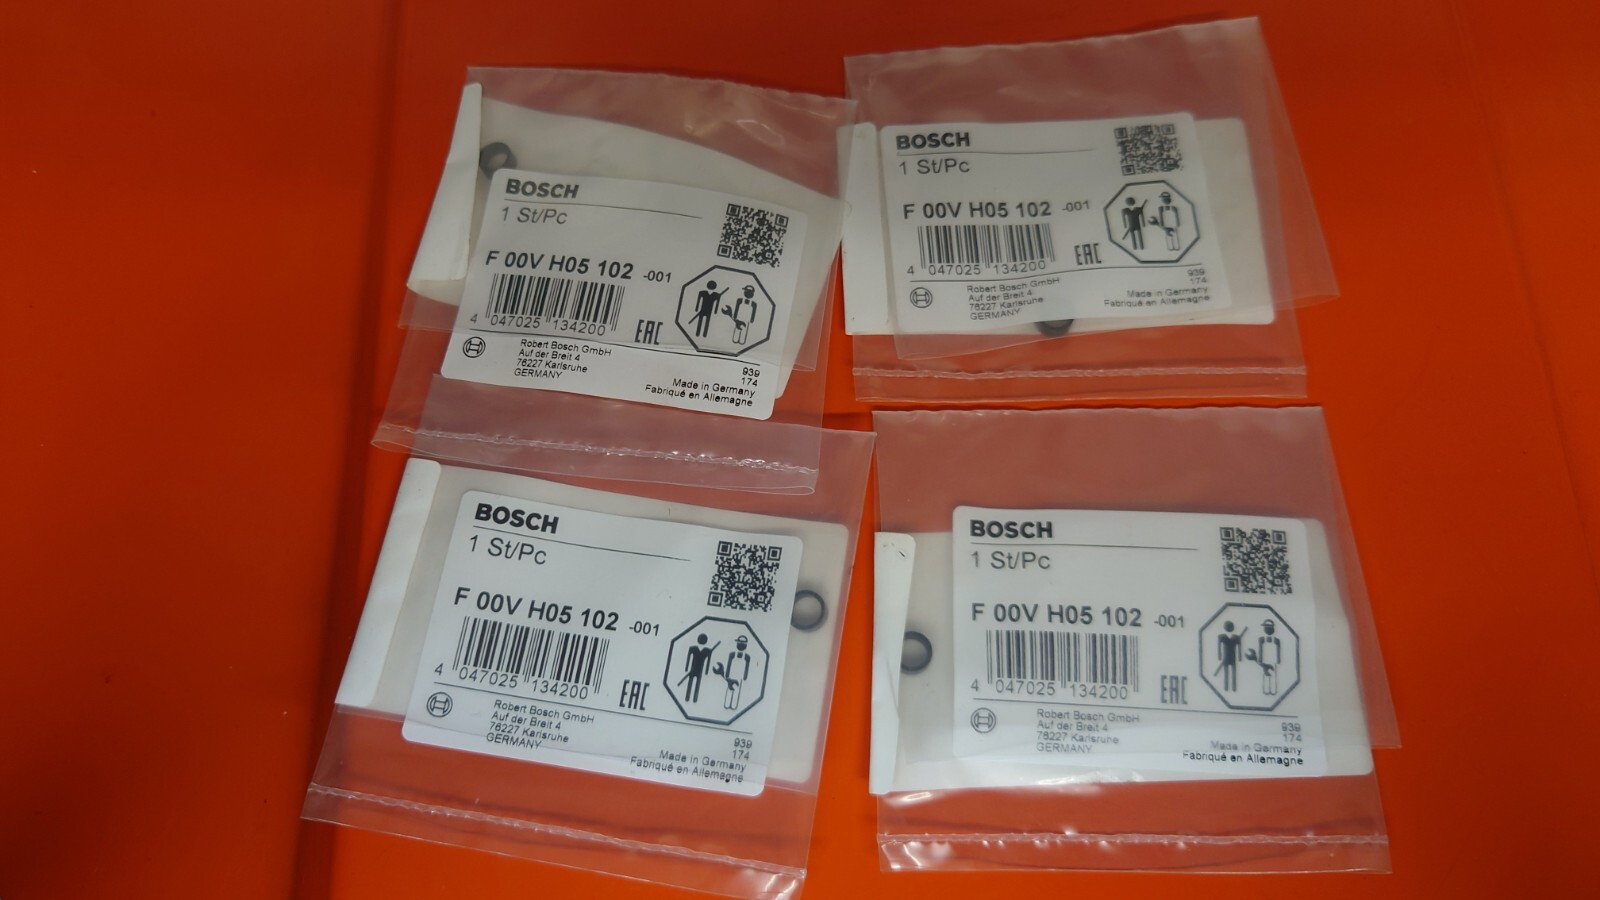 BOSCH
1 St/Pc
F 00V H05 102 -001
4 047025 134200
EAC
Robert Bosch GmbH
Auf der Breit 4
76227 Karlsruhe
GERMANY
939
174
Made in Germany
Fabriqué en Allemagne
BOSCH
1 St/Pc
F 00V H05 102 -001
4 047025 134200
EAC
Robert Bosch GmbH
Auf der Breit 4
76227 Karlsruhe
GERMANY
939
174
Made in Germany
Fabriqué en Allemagne
BOSCH
1 St/Pc
F 00V H05 102 -001
4 047025 134200
EAC
Robert Bosch GmbH
Auf der Breit 4
76227 Karlsruhe
GERMANY
939
174
Made in Germany
Fabriqué en Allemagne
BOSCH
1 St/Pc
F 00V H05 102 -001
4 047025 134200
EAC
Robert Bosch GmbH
Auf der Breit 4
76227 Karlsruhe
GERMANY
939
174
Made in Germany
Fabriqué en Allemagne